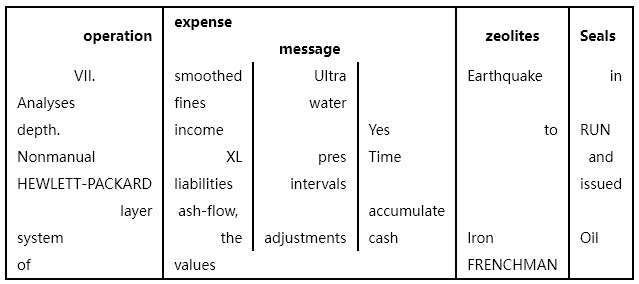 operation expense message zeolites Seals
VII. smoothed Ultra Earthquake in
Analyses fines water
depth. income Yes to RUN
Nonmanual XL pres Time and
HEWLETT-PACKARD liabilities intervals issued
layer ash-flow, accumulate
system the adjustments cash Iron Oil
of values FRENCHMAN